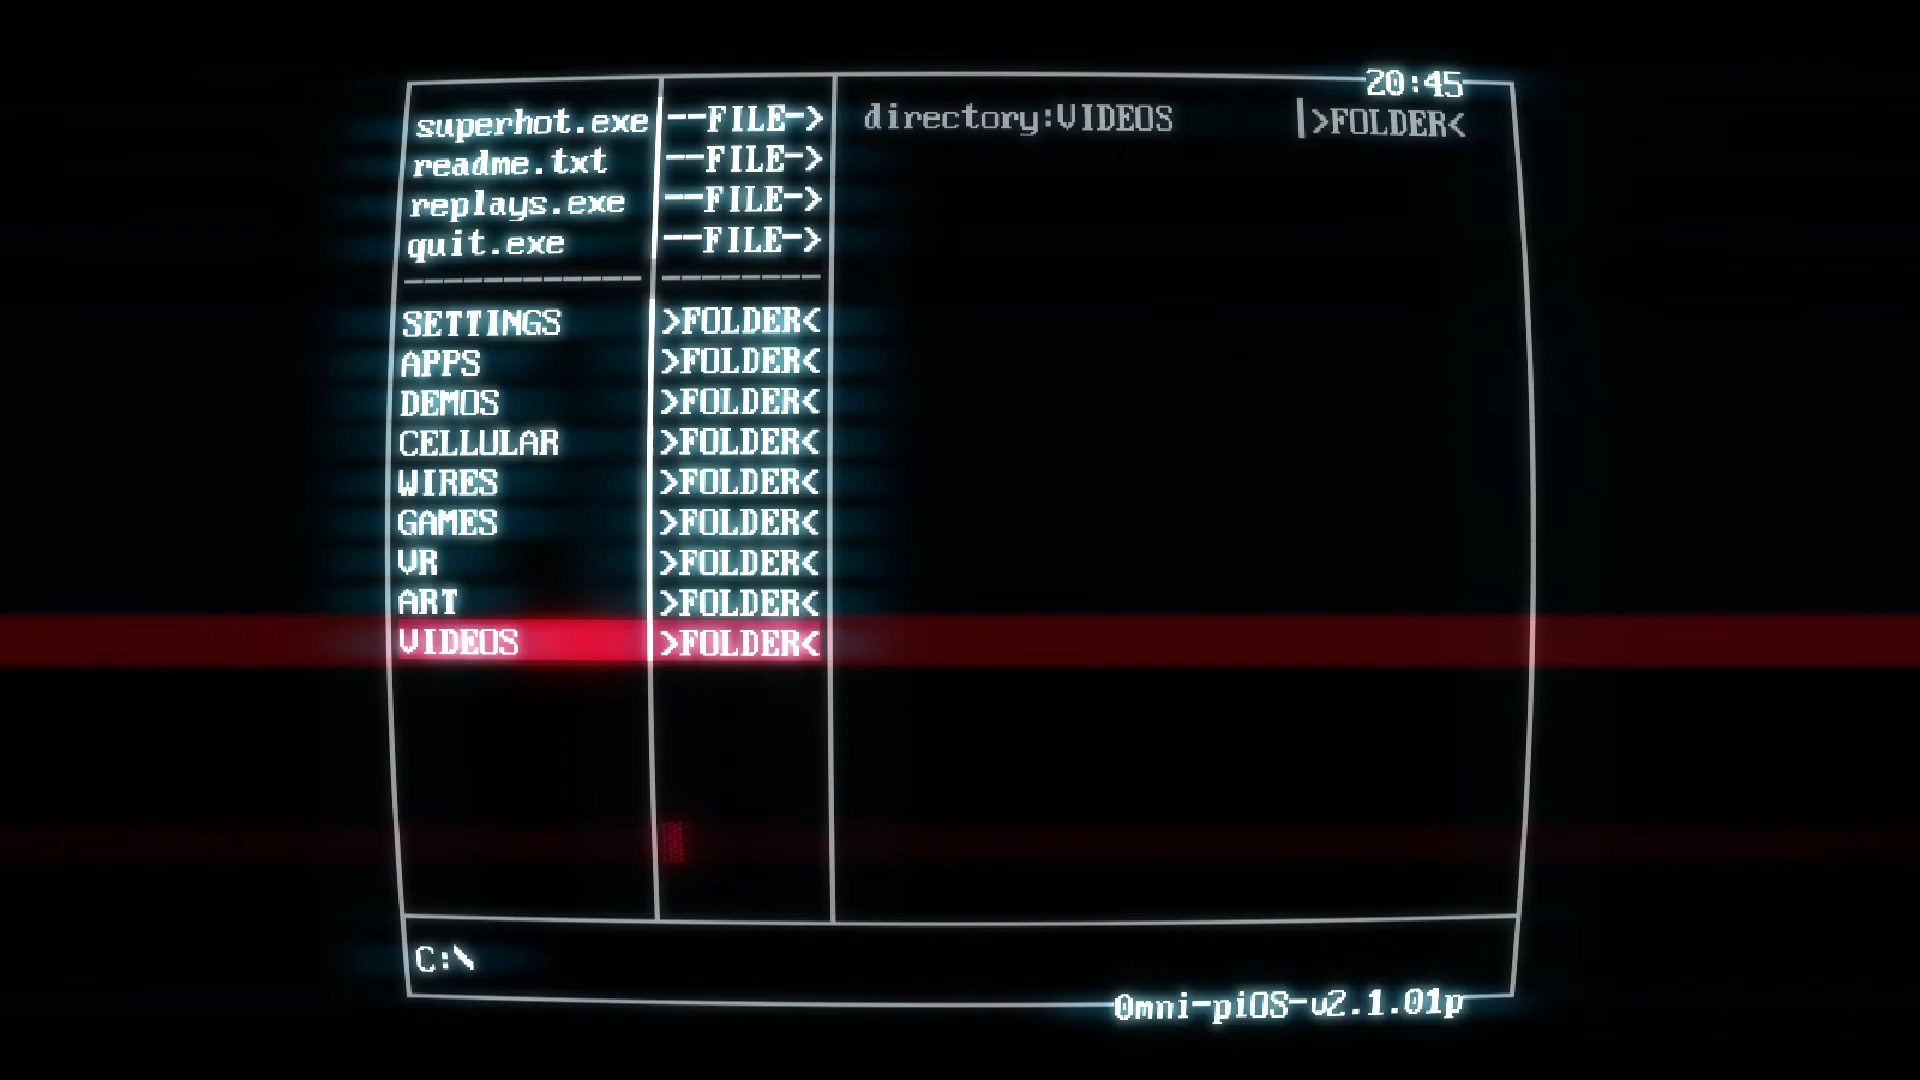 20:45
superhot.exe --FILE-> directory:VIDEOS |>FOLDER<
readme.txt --FILE->
replays.exe --FILE->
quit.exe --FILE->
------------ --------
SETTINGS >FOLDER<
APPS >FOLDER<
DEMOS >FOLDER<
CELLULAR >FOLDER<
WIRES >FOLDER<
GAMES >FOLDER<
VR >FOLDER<
ART >FOLDER<
VIDEOS >FOLDER<
C:\
0mni-piOS-v2.1.01p